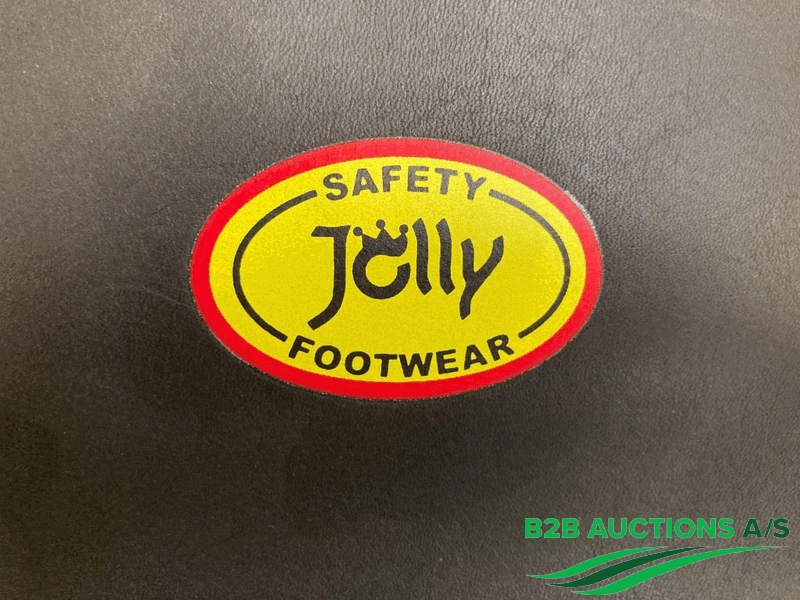 SAFETY
Jolly
FOOTWEAR
B2B AUCTIONS A/S